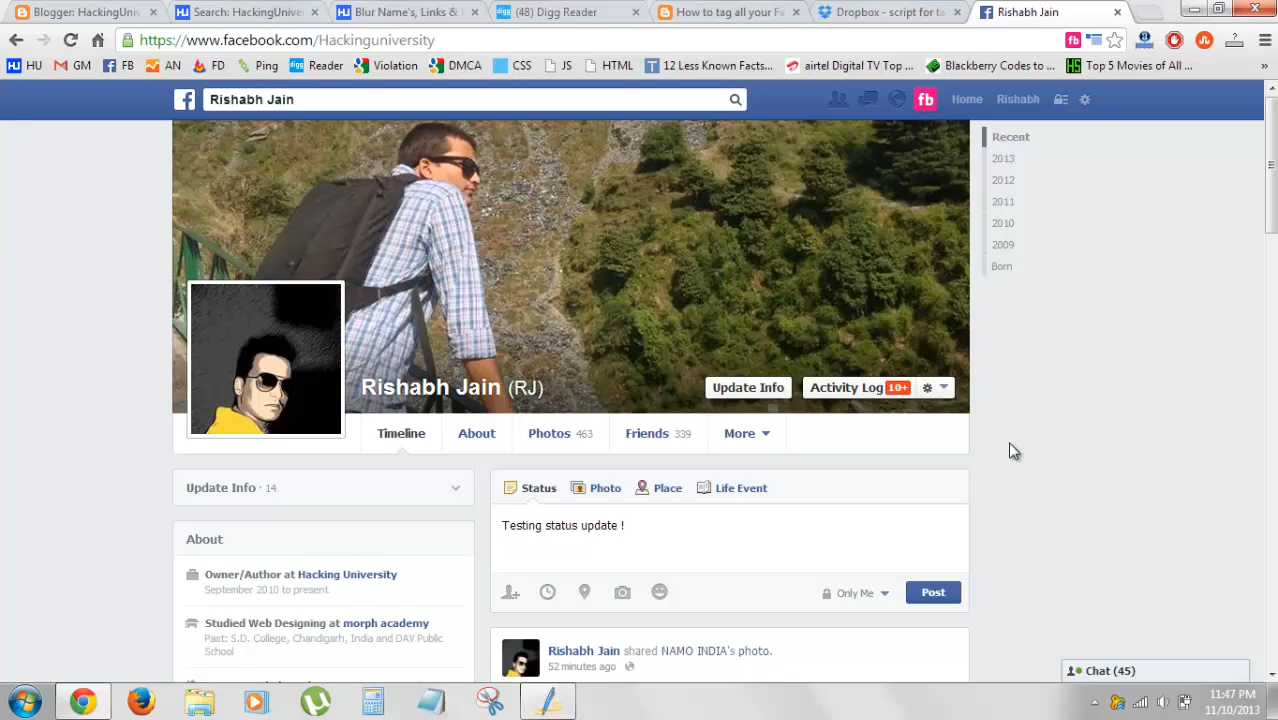 Blogger: HackingUniv
Search: HackingUnive
Blur Name's, Links &
(48) Digg Reader
How to tag all your F
Dropbox - script for ta
Rishabh Jain
https://www.facebook.com/Hackinguniversity
HU
GM
FB
AN
FD
Ping
Reader
Violation
DMCA
CSS
JS
HTML
12 Less Known Facts...
airtel Digital TV Top ...
Blackberry Codes to ...
Top 5 Movies of All ...
Rishabh Jain
fb
Home
Rishabh
Recent
2013
2012
2011
2010
2009
Born
Rishabh Jain (RJ)
Update Info
Activity Log 10+
Timeline
About
Photos 463
Friends 339
More
Update Info · 14
Status
Photo
Place
Life Event
Testing status update !
Only Me
Post
About
Owner/Author at Hacking University
September 2010 to present
Studied Web Designing at morph academy
Past: S.D. College, Chandigarh, India and DAV Public
School
Rishabh Jain shared NAMO INDIA's photo.
52 minutes ago
Chat (45)
11:47 PM
11/10/2013